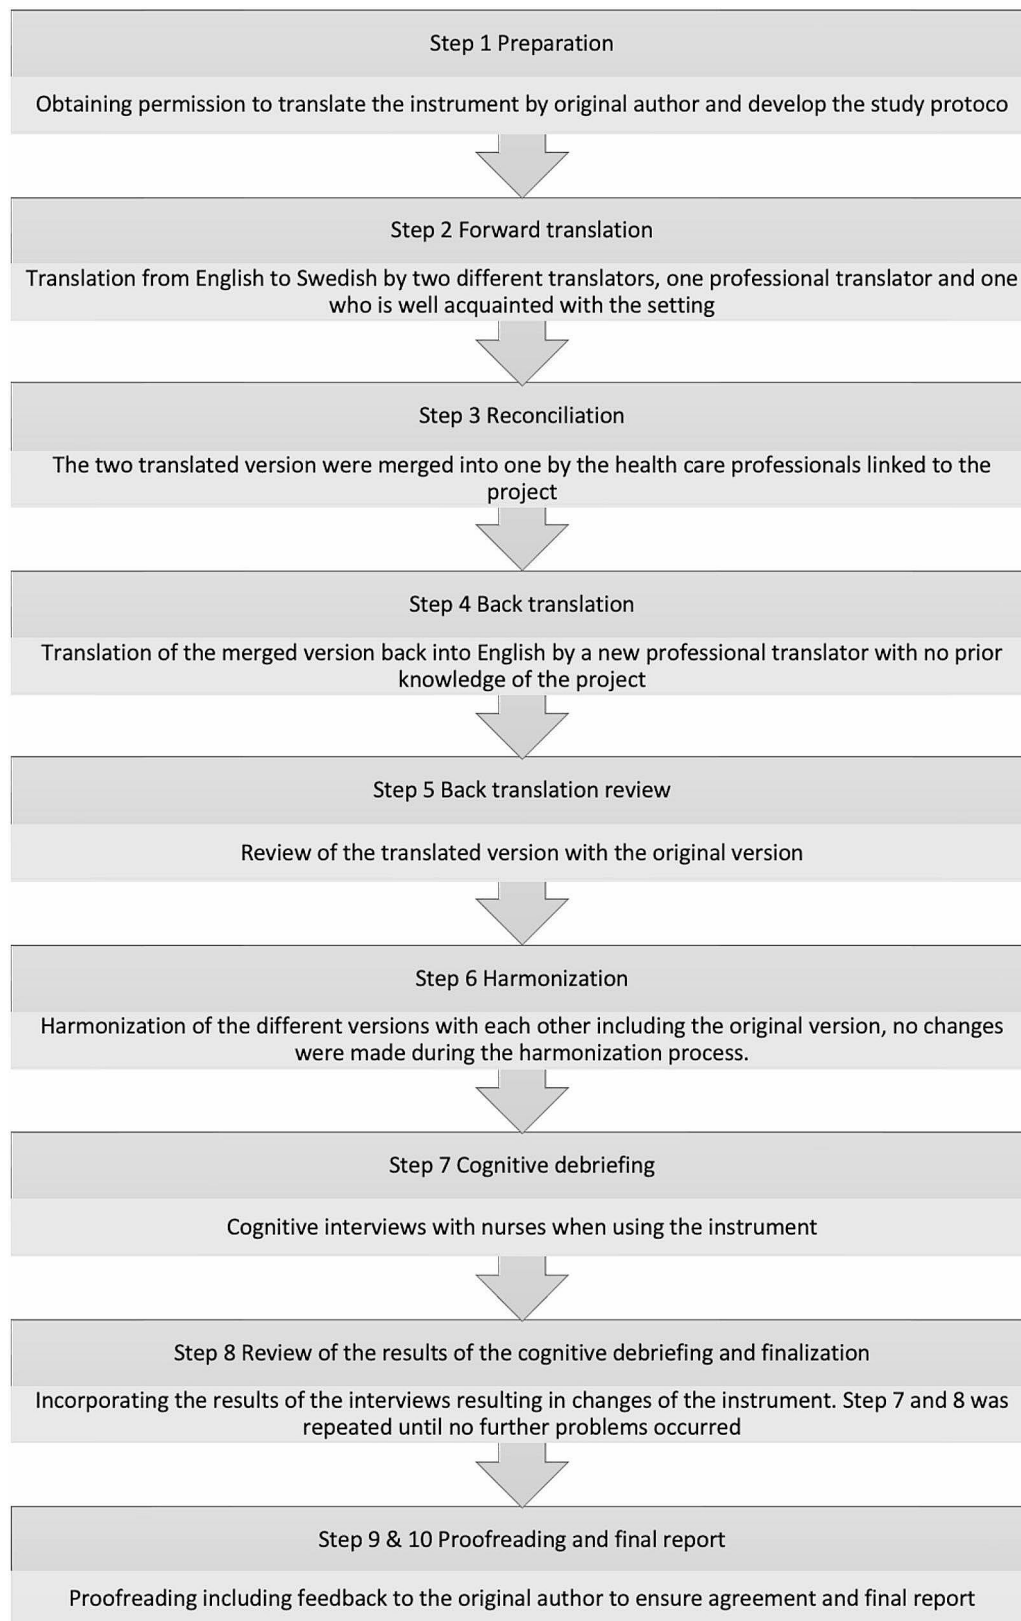 Step 1 Preparation
Obtaining permission to translate the instrument by original author and develop the study protoco
Step 2 Forward translation
Translation from English to Swedish by two different translators, one professional translator and one
who is well acquainted with the setting
Step 3 Reconciliation
The two translated version were merged into one by the health care professionals linked to the
project
Step 4 Back translation
Translation of the merged version back into English by a new professional translator with no prior
knowledge of the project
Step 5 Back translation review
Review of the translated version with the original version
Step 6 Harmonization
Harmonization of the different versions with each other including the original version, no changes
were made during the harmonization process.
Step 7 Cognitive debriefing
Cognitive interviews with nurses when using the instrument
Step 8 Review of the results of the cognitive debriefing and finalization
Incorporating the results of the interviews resulting in changes of the instrument. Step 7 and 8 was
repeated until no further problems occurred
Step 9 & 10 Proofreading and final report
Proofreading including feedback to the original author to ensure agreement and final report